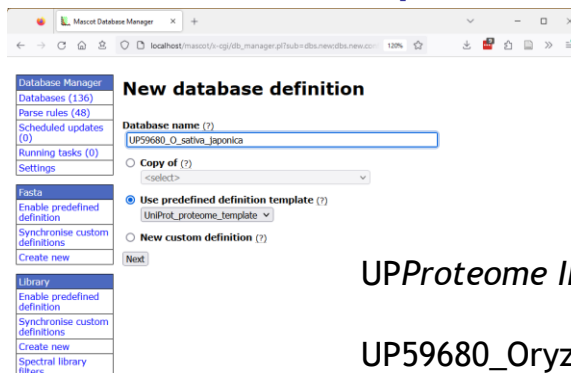 Mascot Database Manager
localhost/mascot/x-cgi/db_manager.pl?sub=dbs.new:dbs.new.con
120%
Database Manager
Databases (136)
Parse rules (48)
Scheduled updates
(0)
Running tasks (0)
Settings
Fasta
Enable predefined
definition
Synchronise custom
definitions
Create new
Library
Enable predefined
definition
Synchronise custom
definitions
Create new
Spectral library
filters
New database definition
Database name (?)
UP59680_O_sativa_japonica
Copy of (?)
<select>
Use predefined definition template (?)
UniProt_proteome_template
New custom definition (?)
Next
UPProteome
UP59680_Oryz